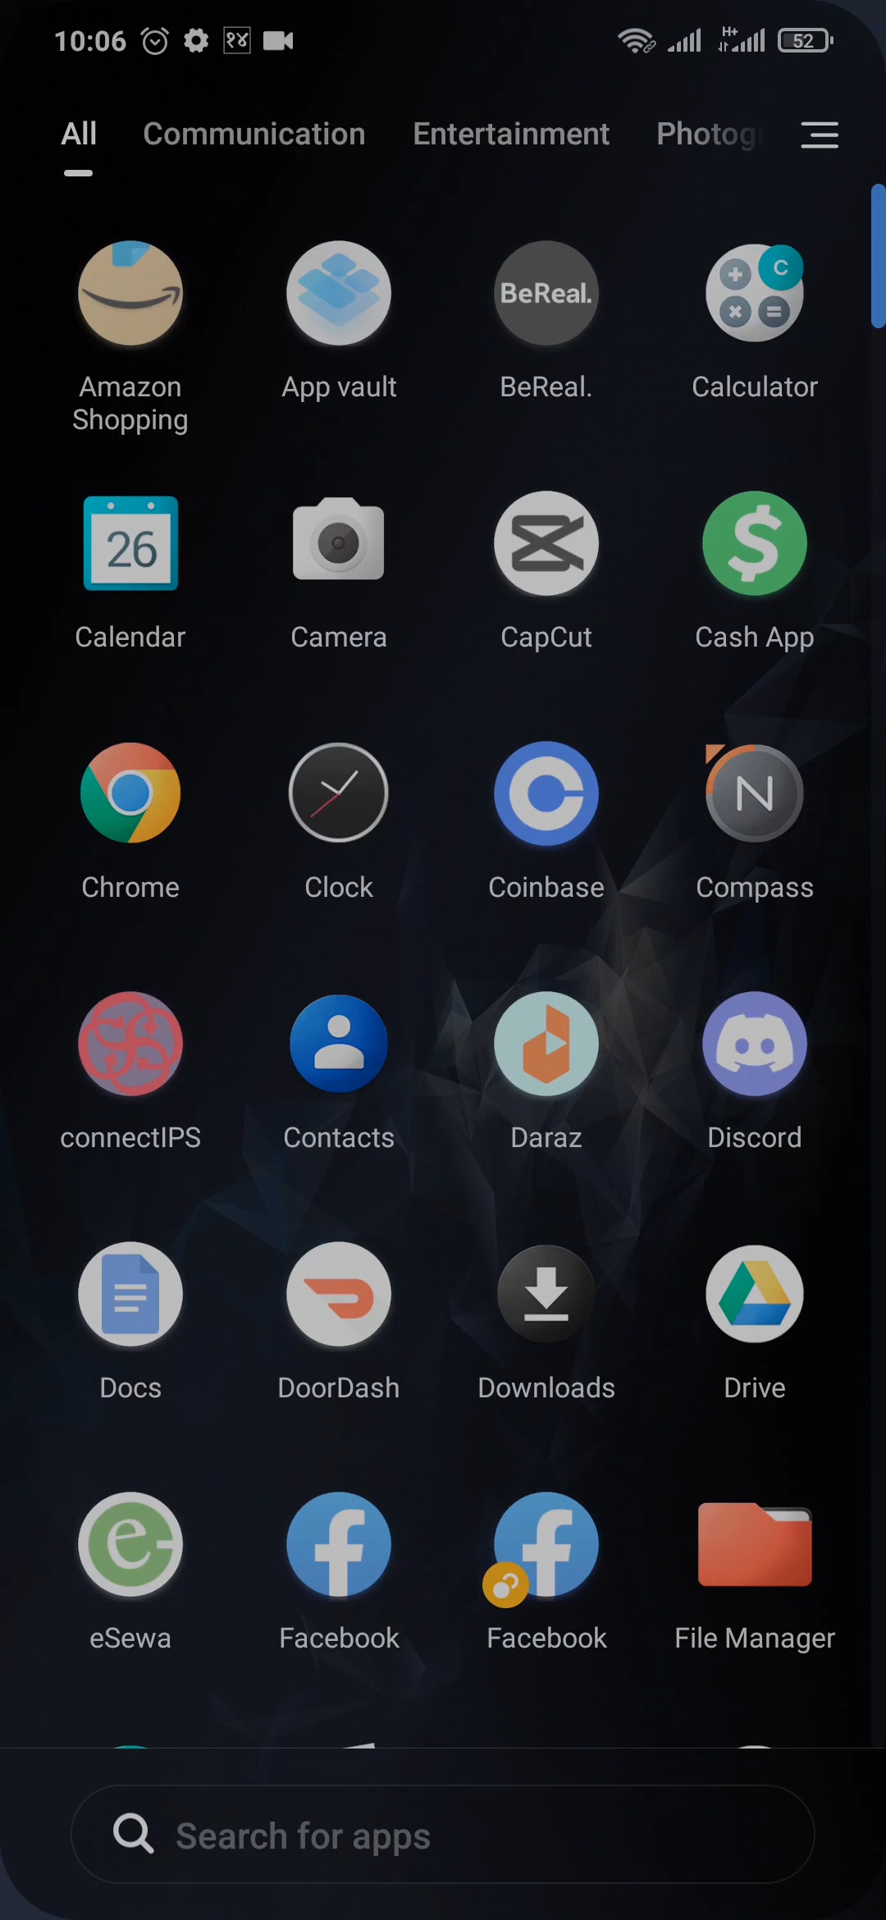 10:06 १४ H+ 52
All Communication Entertainment Photog
BeReal. C
Amazon App vault BeReal. Calculator
Shopping
26
Calendar Camera CapCut Cash App
N
Chrome Clock Coinbase Compass
connectIPS Contacts Daraz Discord
Docs DoorDash Downloads Drive
eSewa Facebook Facebook File Manager
Search for apps